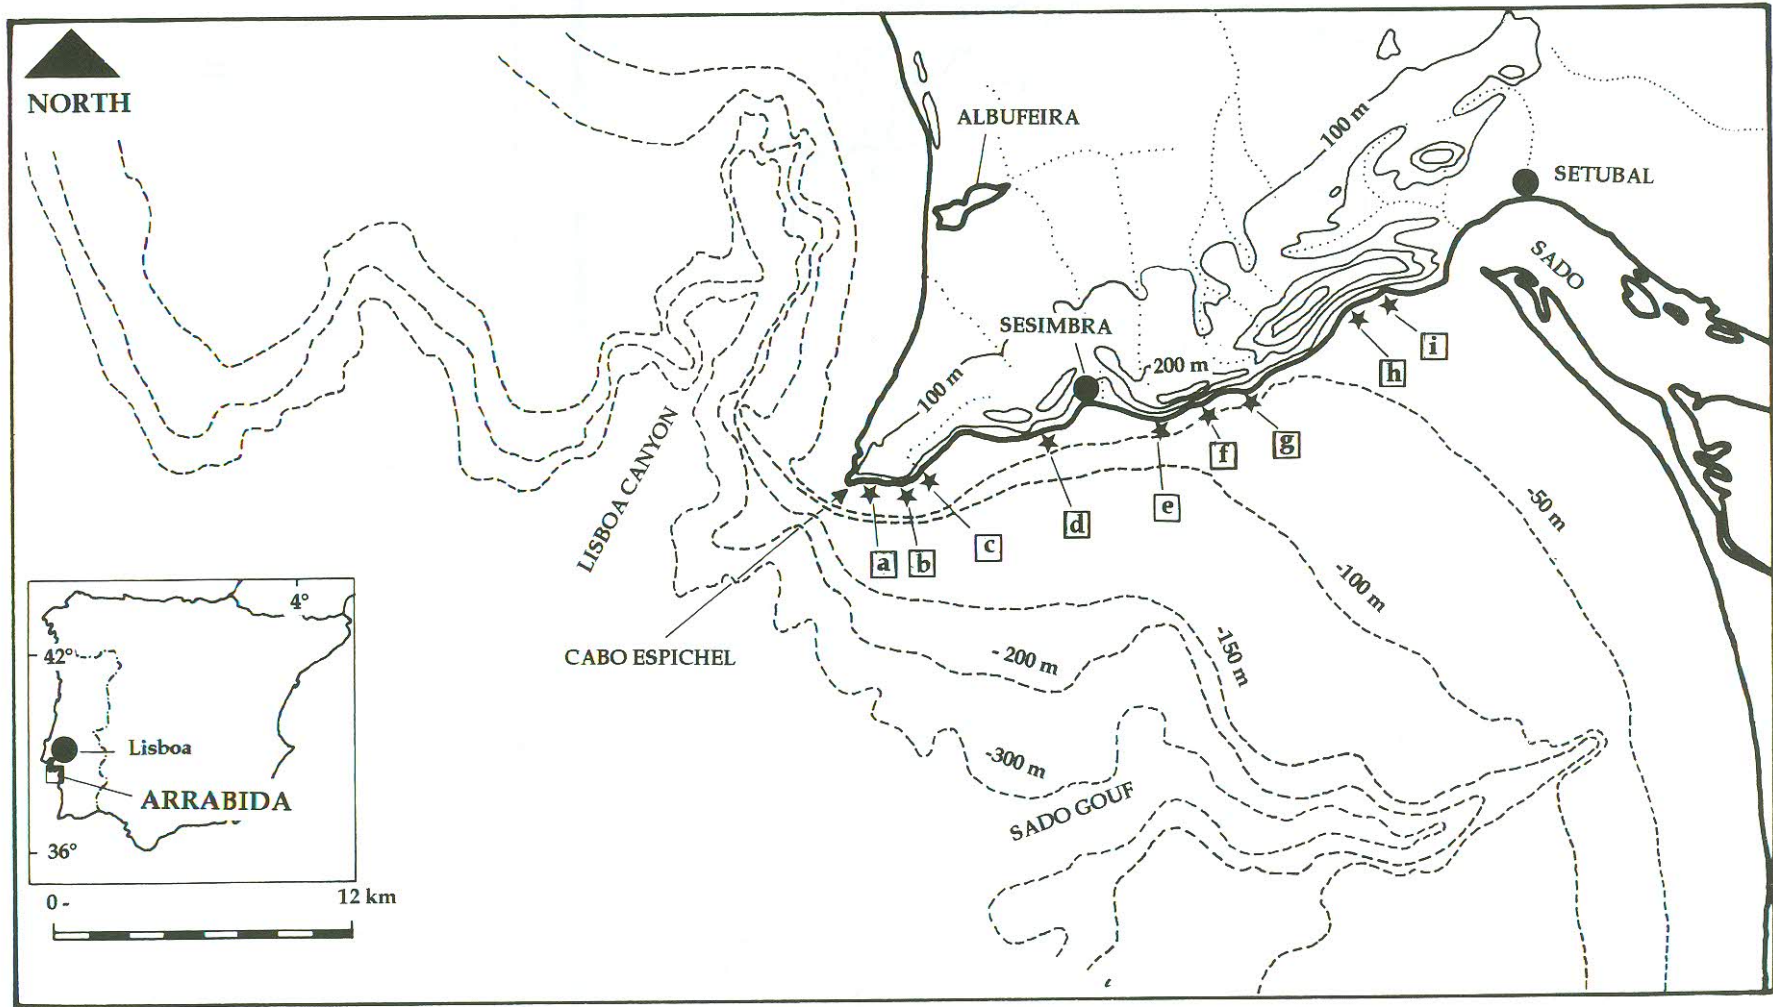 NORTH
ALBUFEIRA
100 m
SETUBAL
SADO
SESIMBRA
200 m
100 m
i
h
g
f
e
d
c
b
a
LISBOA CANYON
CABO ESPICHEL
-50 m
-100 m
-150 m
- 200 m
-300 m
SADO GOUF
4°
42°
Lisboa
ARRABIDA
36°
0 -
12 km